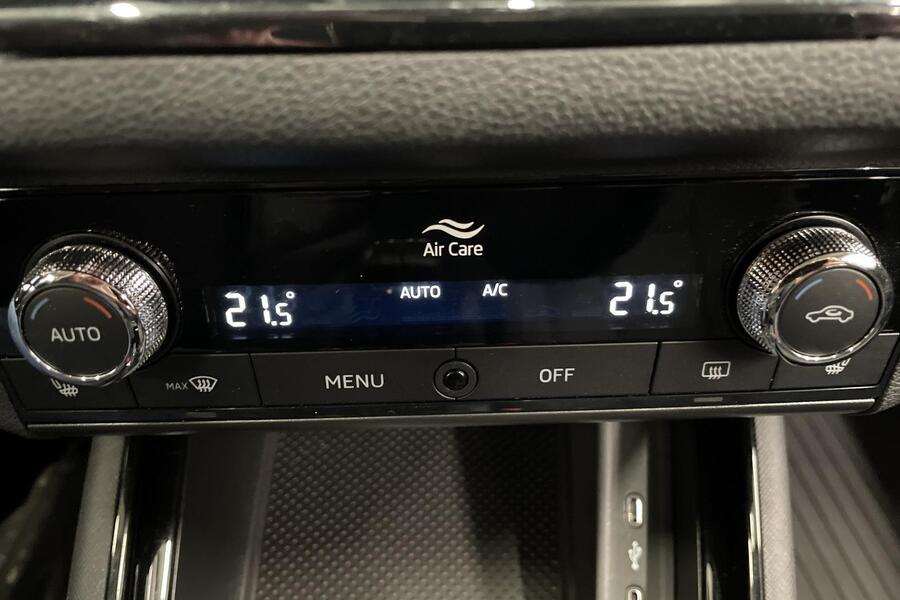 Air Care
21.5°
AUTO
A/C
21.5°
AUTO
MAX
MENU
OFF